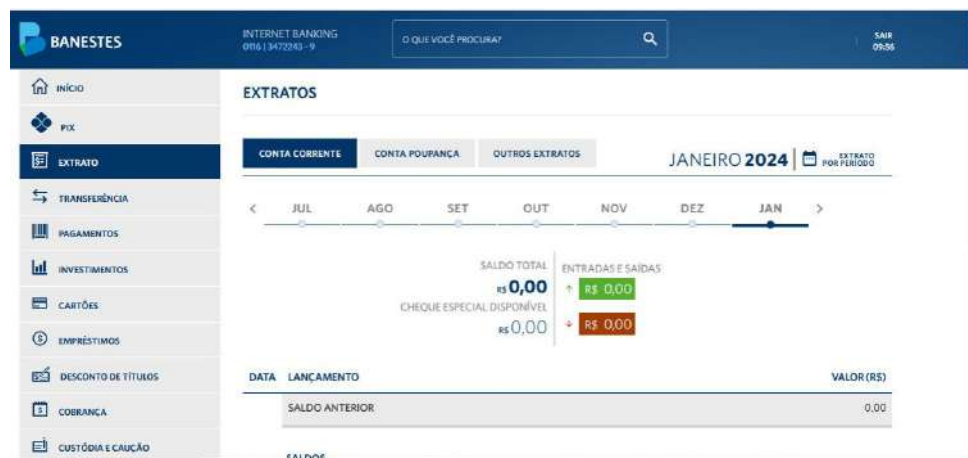 BANESTES
INTERNET BANKING
0116 | 3472243 - 9
O QUE VOCÊ PROCURA?
SAIR
09:56
INÍCIO
PIX
EXTRATO
TRANSFERÊNCIA
PAGAMENTOS
INVESTIMENTOS
CARTÕES
EMPRÉSTIMOS
DESCONTO DE TÍTULOS
COBRANÇA
CUSTÓDIA E CAUÇÃO
EXTRATOS
CONTA CORRENTE CONTA POUPANÇA OUTROS EXTRATOS
JANEIRO 2024
EXTRATO
POR PERÍODO
< JUL AGO SET OUT NOV DEZ JAN >
SALDO TOTAL
R$ 0,00
CHEQUE ESPECIAL DISPONÍVEL
R$ 0,00
ENTRADAS E SAÍDAS
↑ R$ 0,00
↓ R$ 0,00
DATA LANÇAMENTO VALOR (R$)
SALDO ANTERIOR 0,00
SALDOS